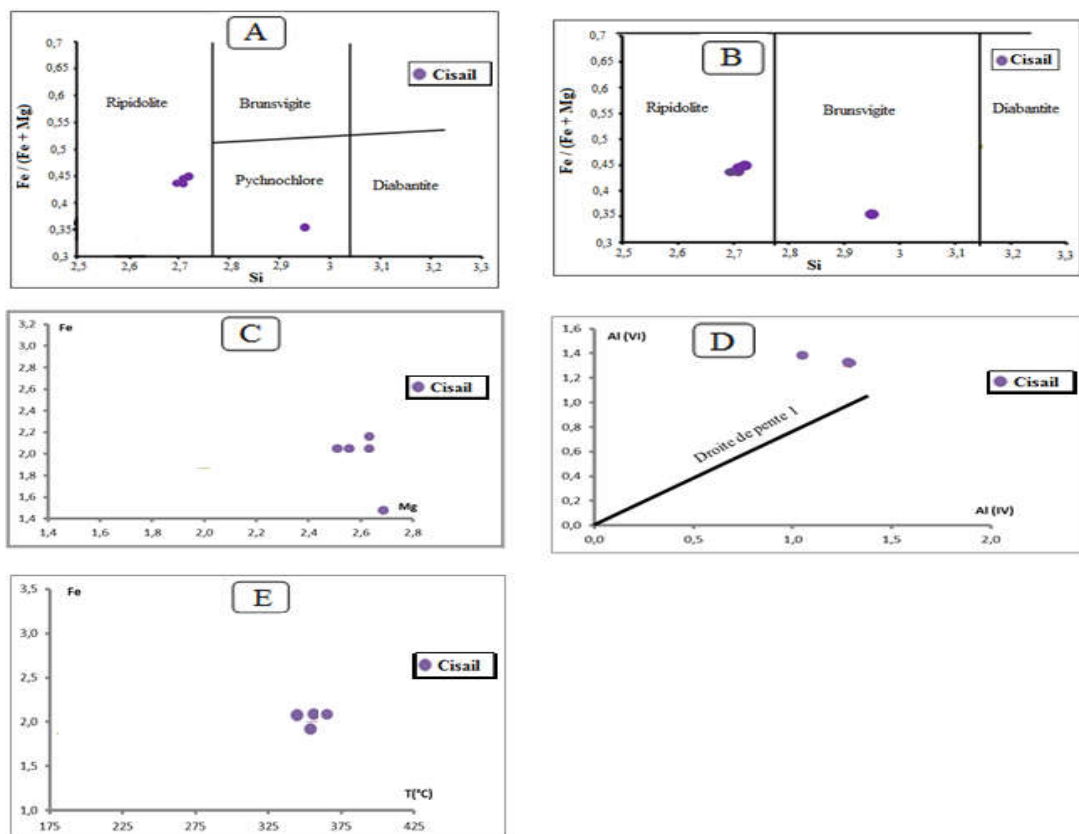 A
Fe / (Fe + Mg)
0,7
0,65
0,6
0,55
0,5
0,45
0,4
0,35
0,3
Ripidolite
Brunsvigite
Pychnochlore
Diabantite
Cisail
2,5 2,6 2,7 2,8 2,9 3 3,1 3,2 3,3
Si
B
Fe / (Fe + Mg)
0,7
0,65
0,6
0,55
0,5
0,45
0,4
0,35
0,3
Ripidolite
Brunsvigite
Diabantite
Cisail
2,5 2,6 2,7 2,8 2,9 3 3,1 3,2 3,3
Si
C
Fe
3,2
3,0
2,8
2,6
2,4
2,2
2,0
1,8
1,6
1,4
Cisail
Mg
1,4 1,6 1,8 2,0 2,2 2,4 2,6 2,8
D
Al (VI)
1,6
1,4
1,2
1,0
0,8
0,6
0,4
0,2
0,0
Droite de pente 1
Cisail
Al (IV)
0,0 0,5 1,0 1,5 2,0
E
Fe
3,5
3,0
2,5
2,0
1,5
1,0
Cisail
T(°C)
175 225 275 325 375 425